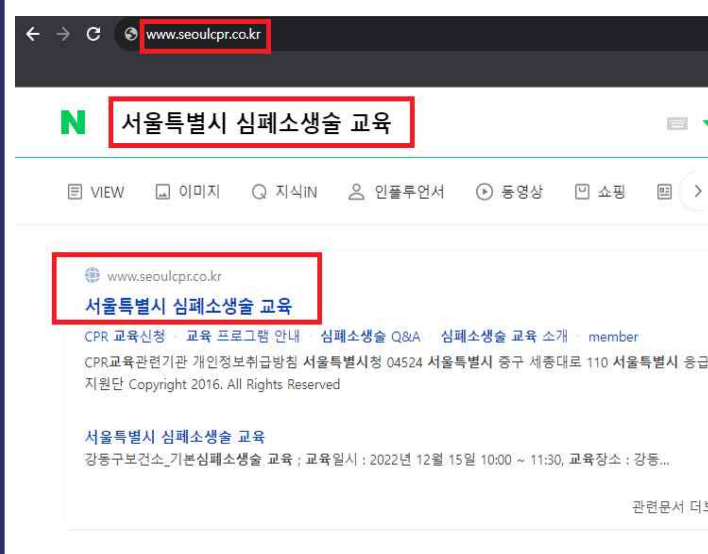 www.seoulcpr.co.kr
N 서울특별시 심폐소생술 교육
VIEW 이미지 지식iN 인플루언서 동영상 쇼핑
www.seoulcpr.co.kr
서울특별시 심폐소생술 교육
CPR 교육신청 · 교육 프로그램 안내 · 심폐소생술 Q&A · 심폐소생술 교육 소개 · member
CPR교육관련기관 개인정보취급방침 서울특별시청 04524 서울특별시 중구 세종대로 110 서울특별시 응급
지원단 Copyright 2016. All Rights Reserved
서울특별시 심폐소생술 교육
강동구보건소_기본심폐소생술 교육 ; 교육일시 : 2022년 12월 15일 10:00 ~ 11:30, 교육장소 : 강동...
관련문서 더보